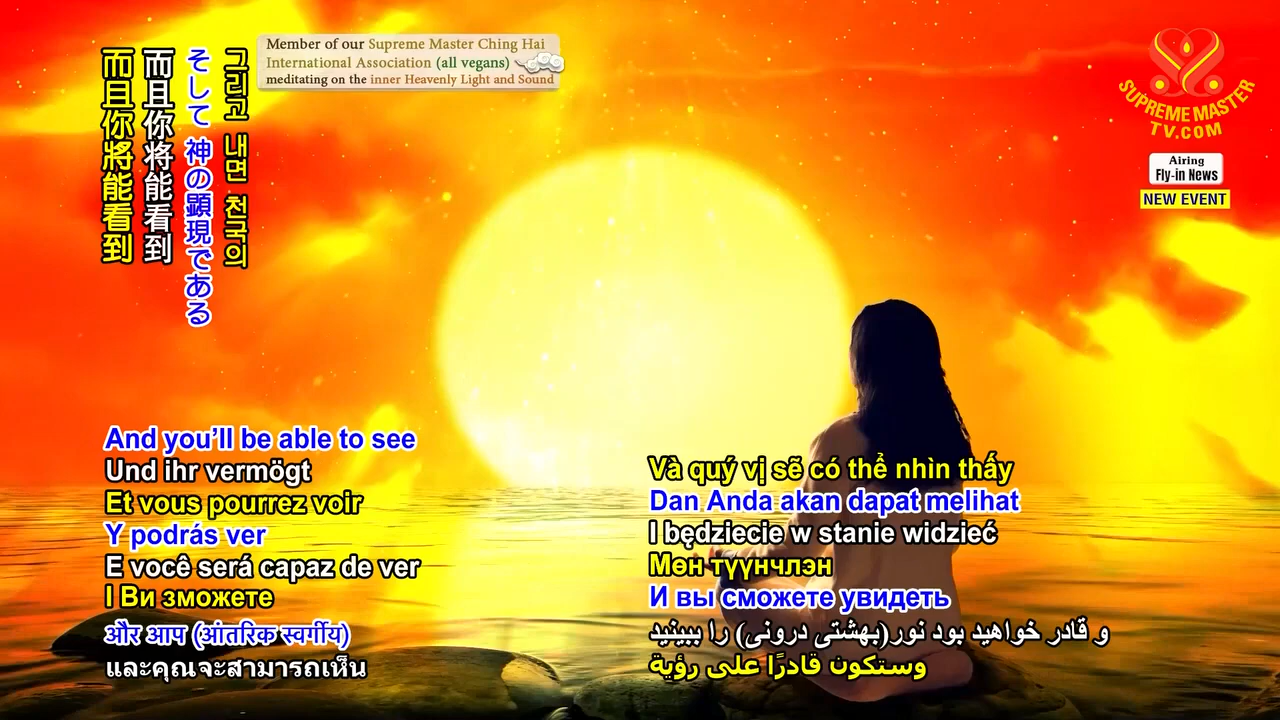 Member of our Supreme Master Ching Hai
International Association (all vegans)
meditating on the inner Heavenly Light and Sound
SUPREME MASTER
TV.COM
Airing
Fly-in News
NEW EVENT
그리고 내면 천국의
そして 神の顕現である
而且你将能看到
而且你將能看到
And you’ll be able to see
Und ihr vermögt
Et vous pourrez voir
Y podrás ver
E você será capaz de ver
І Ви зможете
और आप (आंतरिक स्वर्गीय)
และคุณจะสามารถเห็น
Và quý vị sẽ có thể nhìn thấy
Dan Anda akan dapat melihat
I będziecie w stanie widzieć
Мөн түүнчлэн
И вы сможете увидеть
و قادر خواهید بود نور(بهشتی درونی) را ببینید
وستكون قادرًا على رؤية